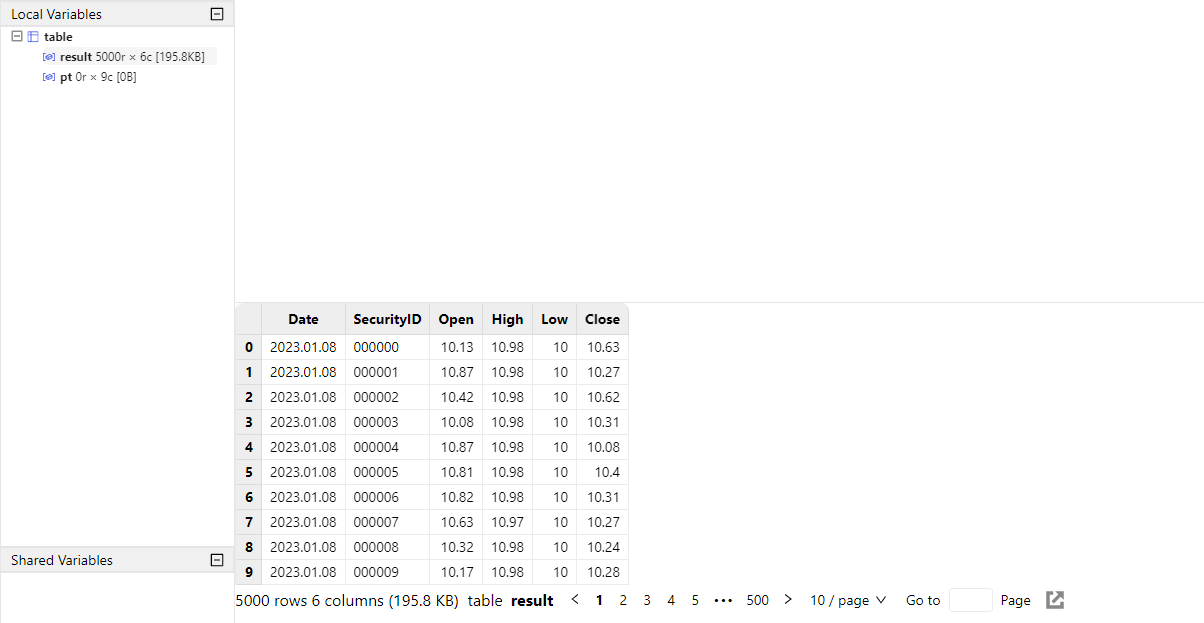 Local Variables
table
result 5000r × 6c [195.8KB]
pt 0r × 9c [0B]
Shared Variables
Date SecurityID Open High Low Close
0 2023.01.08 000000 10.13 10.98 10 10.63
1 2023.01.08 000001 10.87 10.98 10 10.27
2 2023.01.08 000002 10.42 10.98 10 10.62
3 2023.01.08 000003 10.08 10.98 10 10.31
4 2023.01.08 000004 10.87 10.98 10 10.08
5 2023.01.08 000005 10.81 10.98 10 10.4
6 2023.01.08 000006 10.82 10.98 10 10.31
7 2023.01.08 000007 10.63 10.97 10 10.27
8 2023.01.08 000008 10.32 10.98 10 10.24
9 2023.01.08 000009 10.17 10.98 10 10.28
5000 rows 6 columns (195.8 KB) table result < 1 2 3 4 5 ••• 500 > 10 / page Go to Page